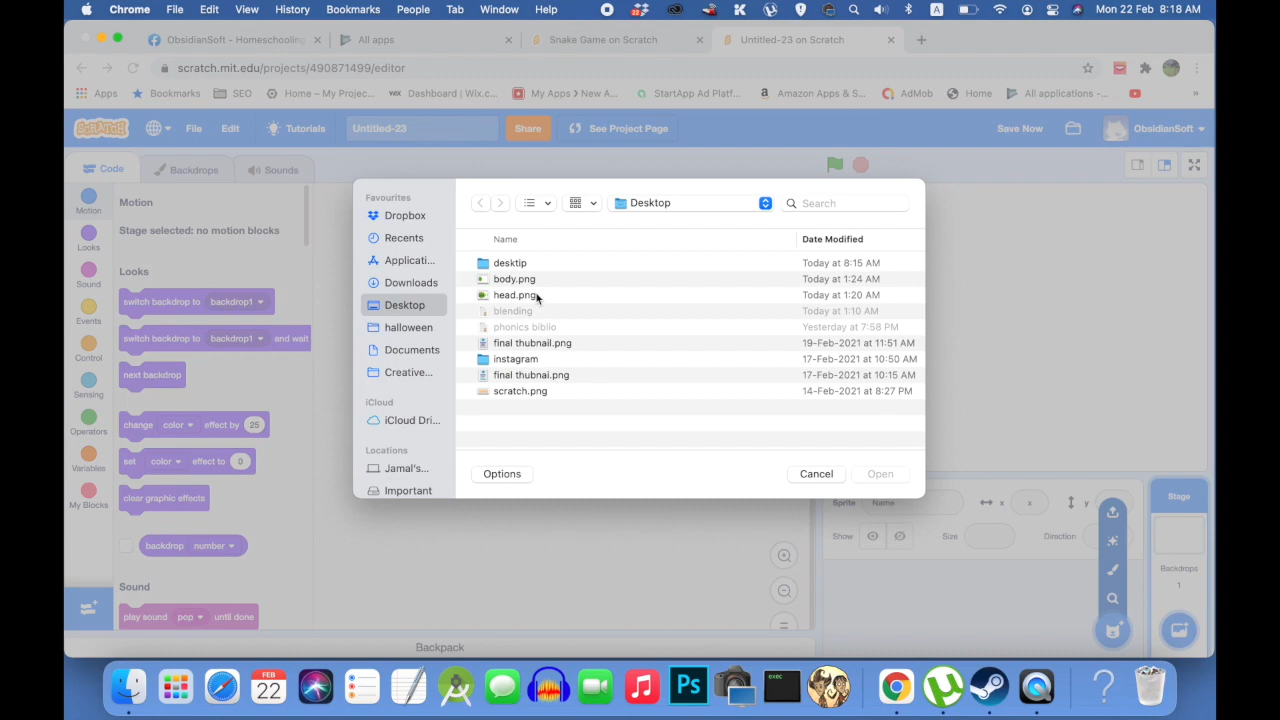 Chrome File Edit View History Bookmarks People Tab Window Help Mon 22 Feb 8:18 AM
ObsidianSoft - Homeschooling All apps Snake Game on Scratch Untitled-23 on Scratch
scratch.mit.edu/projects/490871499/editor
Apps Bookmarks SEO Home – My Projec... Dashboard | Wix.c... My Apps > New A... StartApp Ad Platf... Amazon Apps & S... AdMob Home All applications -... »
SCRATCH File Edit Tutorials Untitled-23 Share See Project Page Save Now ObsidianSoft
Code Backdrops Sounds
Motion
Looks
Sound
Events
Control
Sensing
Operators
Variables
My Blocks
Motion
Stage selected: no motion blocks
Looks
switch backdrop to backdrop1
switch backdrop to backdrop1 and wait
next backdrop
change color effect by 25
set color effect to 0
clear graphic effects
backdrop number
Sound
play sound pop until done
Favourites
Dropbox
Recents
Applicati...
Downloads
Desktop
halloween
Documents
Creative...
iCloud
iCloud Dri...
Locations
Jamal's...
Important
Desktop Search
Name Date Modified
desktip Today at 8:15 AM
body.png Today at 1:24 AM
head.png Today at 1:20 AM
blending Today at 1:10 AM
phonics biblio Yesterday at 7:58 PM
final thubnail.png 19-Feb-2021 at 11:51 AM
instagram 17-Feb-2021 at 10:50 AM
final thubnai.png 17-Feb-2021 at 10:15 AM
scratch.png 14-Feb-2021 at 8:27 PM
Options Cancel Open
Sprite Name x x y
Show Size Direction
Stage
Backdrops
1
Backpack
FEB
22
Ps
exec